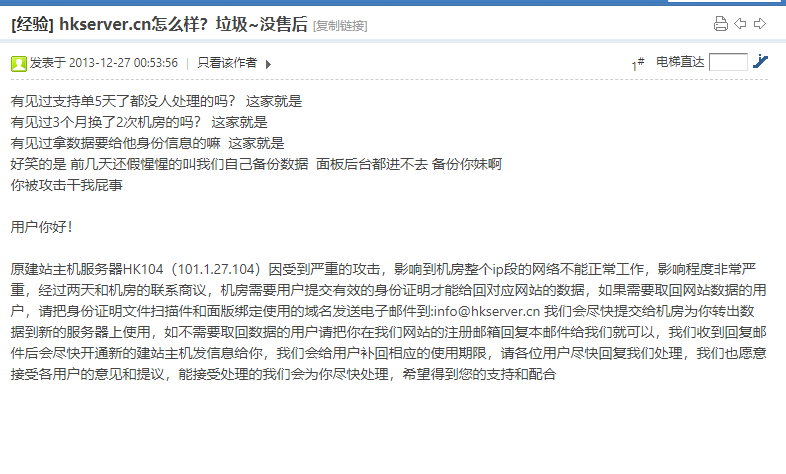 [经验] hkserver.cn怎么样？垃圾~没售后 [复制链接]
发表于 2013-12-27 00:53:56 | 只看该作者 1# 电梯直达
有见过支持单5天了都没人处理的吗？ 这家就是
有见过3个月换了2次机房的吗？ 这家就是
有见过拿数据要给他身份信息的嘛 这家就是
好笑的是 前几天还假惺惺的叫我们自己备份数据 面板后台都进不去 备份你妹啊
你被攻击干我屁事
用户你好！
原建站主机服务器HK104（101.1.27.104）因受到严重的攻击，影响到机房整个ip段的网络不能正常工作，影响程度非常严
重，经过两天和机房的联系商议，机房需要用户提交有效的身份证明才能给回对应网站的数据，如果需要取回网站数据的用
户，请把身份证明文件扫描件和面版绑定使用的域名发送电子邮件到:info@hkserver.cn 我们会尽快提交给机房为你转出数
据到新的服务器上使用，如不需要取回数据的用户请把你在我们网站的注册邮箱回复本邮件给我们就可以，我们收到回复邮
件后会尽快开通新的建站主机发信息给你，我们会给用户补回相应的使用期限，请各位用户尽快回复我们处理，我们也愿意
接受各用户的意见和提议，能接受处理的我们会为你尽快处理，希望得到您的支持和配合